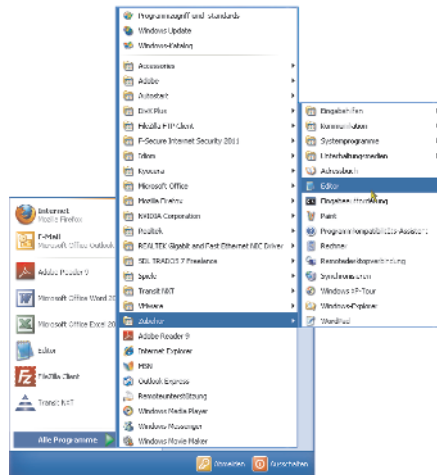 Programmzugriff und -standards
Windows Update
Windows-Katalog
Accessories
Adobe
Autostart
DivX Plus
FileZilla FTP Client
F-Secure Internet Security 2011
Idiom
Kyocera
Microsoft Office
Mozilla Firefox
NVIDIA Corporation
Realtek
REALTEK Gigabit and Fast Ethernet NIC Driver
SDL TRADOS 7 Freelance
Spiele
Transit NXT
VMware
Zubehör
Adobe Reader 9
Internet Explorer
MSN
Outlook Express
Remoteunterstützung
Windows Media Player
Windows Messenger
Windows Movie Maker
Eingabehilfen
Kommunikation
Systemprogramme
Unterhaltungsmedien
Adressbuch
Editor
Eingabeaufforderung
Paint
Programmkompatibilitäts-Assistent
Rechner
Remotedesktopverbindung
Synchronisieren
Windows XP-Tour
Windows-Explorer
WordPad
Internet
Mozilla Firefox
E-Mail
Microsoft Office Outlook
Adobe Reader 9
Microsoft Office Word 20
Microsoft Office Excel 20
Editor
FileZilla Client
Transit NXT
Alle Programme
Abmelden
Ausschalten